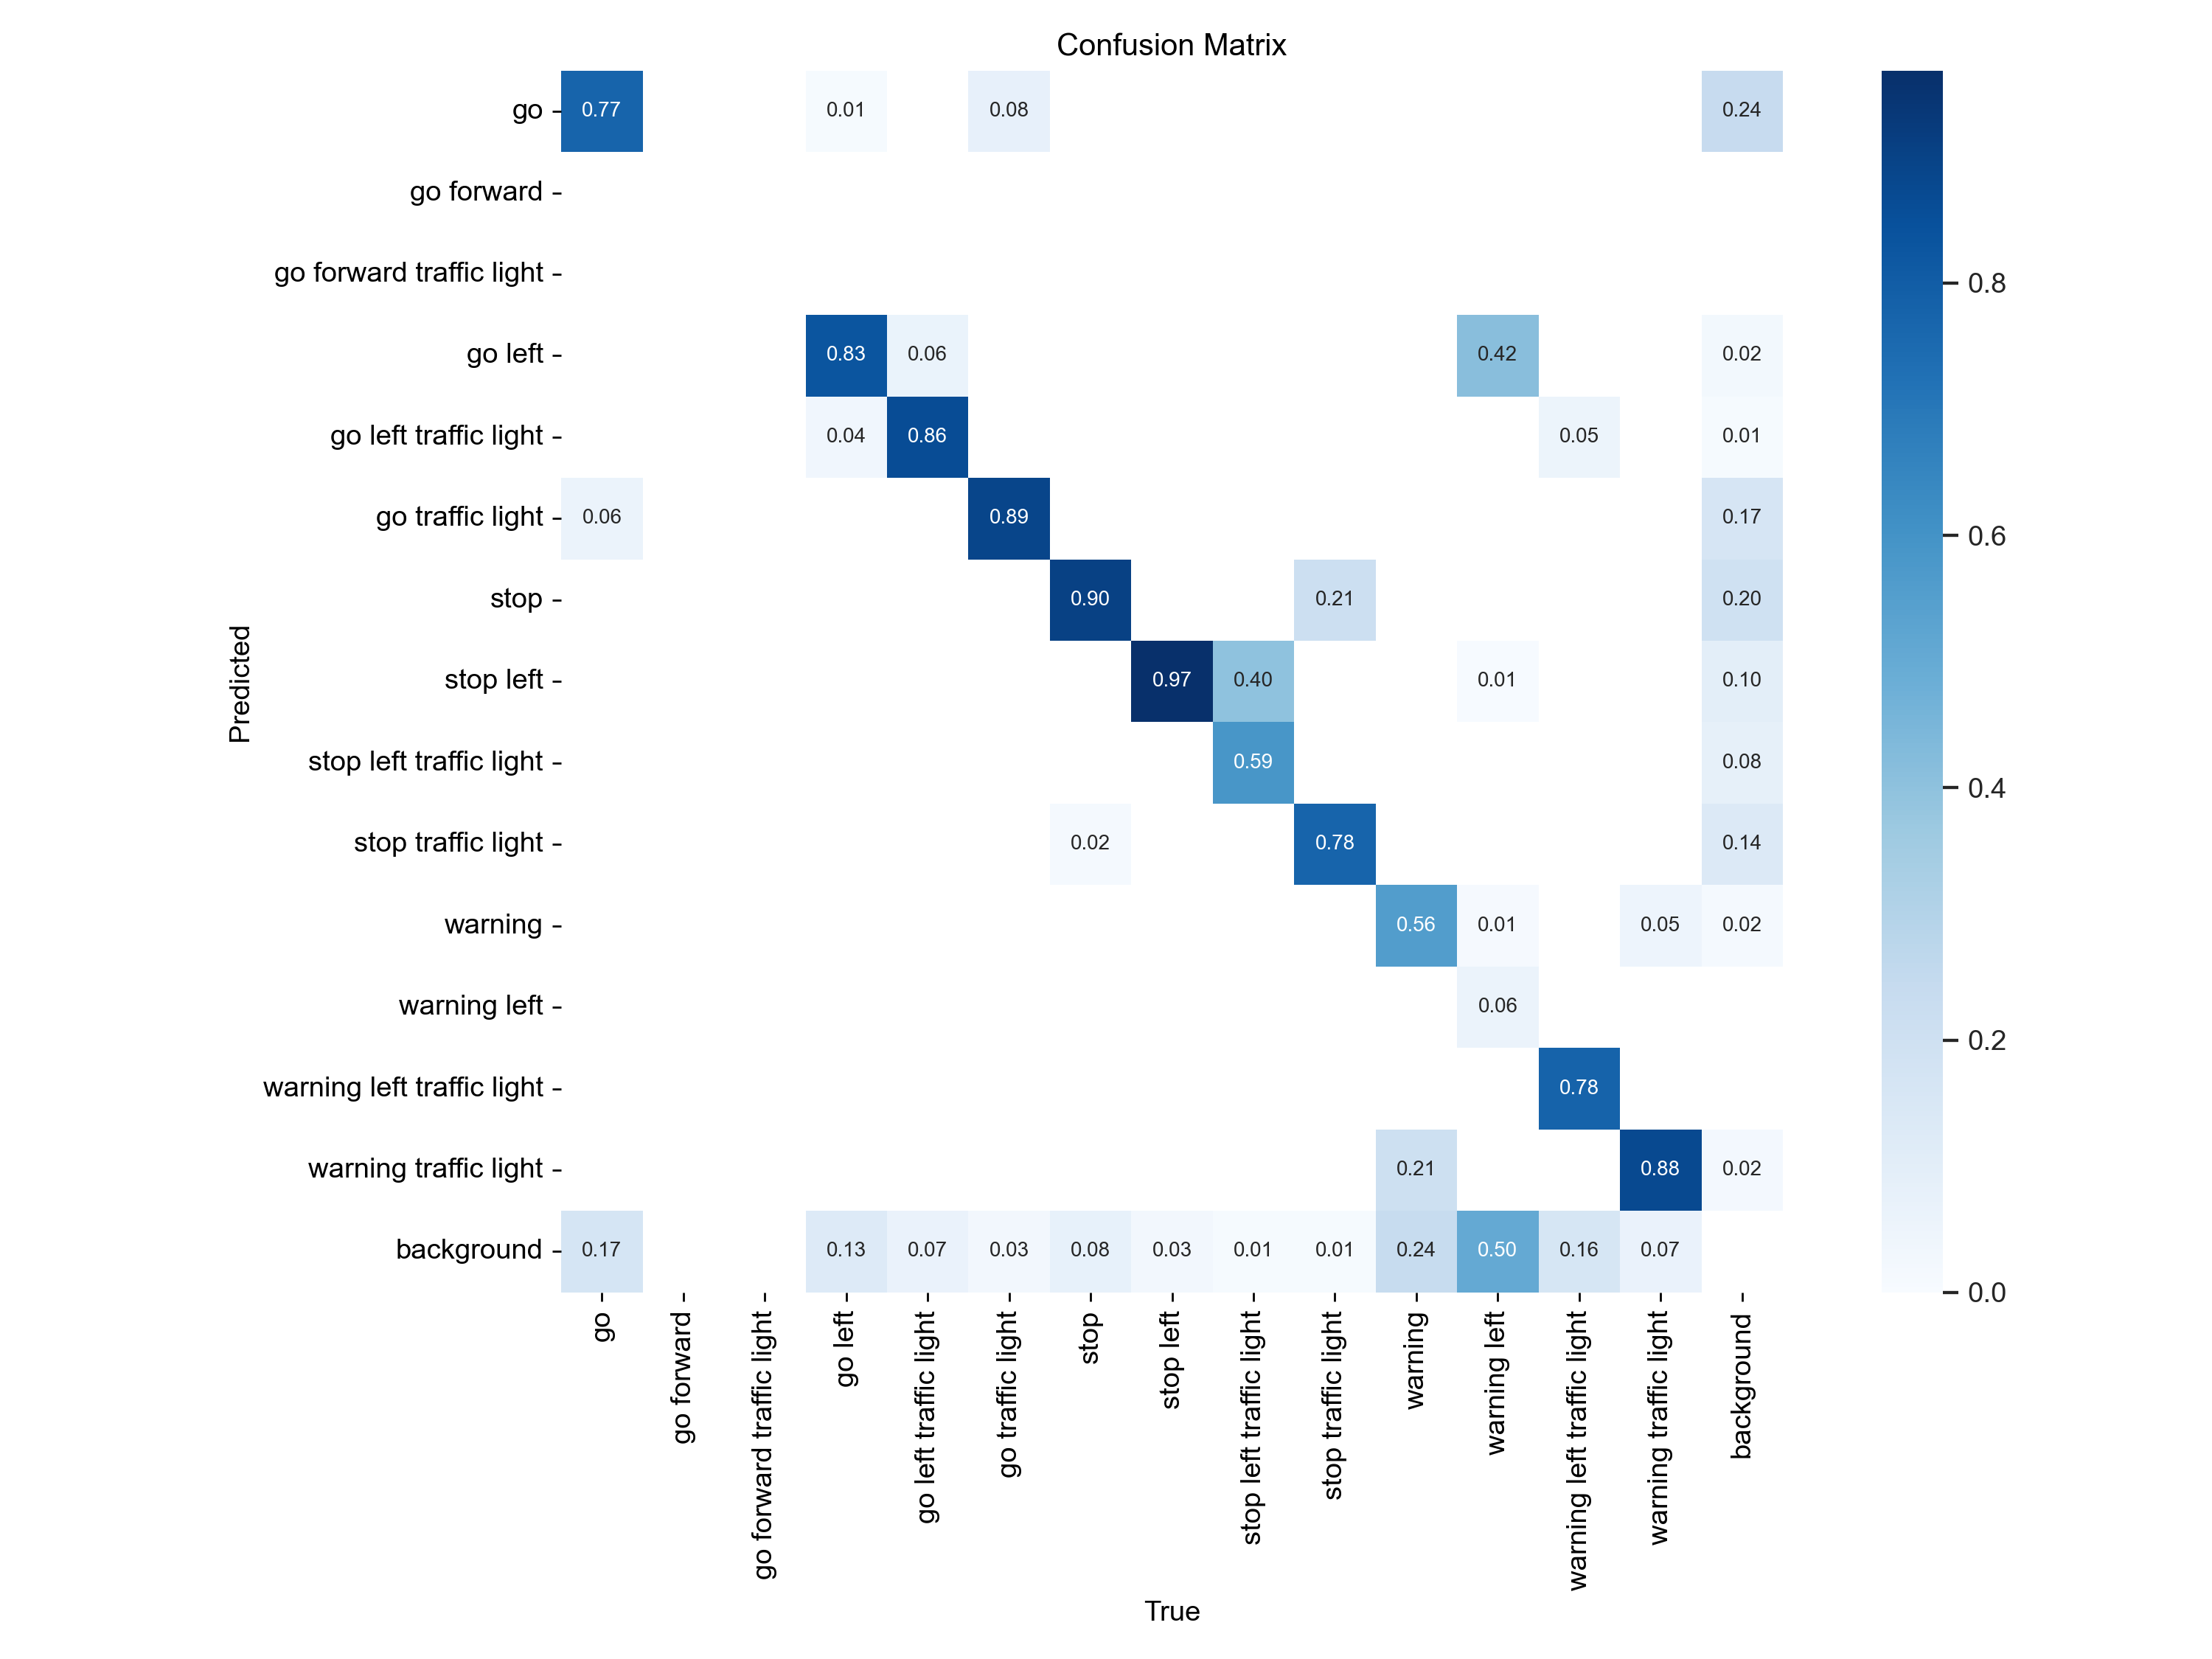 Confusion Matrix
go 0.77 0.01 0.08 0.24
go forward
go forward traffic light
0.8
go left 0.83 0.06 0.42 0.02
go left traffic light 0.04 0.86 0.05 0.01
go traffic light 0.06 0.89 0.17
0.6
stop 0.90 0.21 0.20
Predicted
stop left 0.97 0.40 0.01 0.10
stop left traffic light 0.59 0.08
0.4
stop traffic light 0.02 0.78 0.14
warning 0.56 0.01 0.05 0.02
warning left 0.06
0.2
warning left traffic light 0.78
warning traffic light 0.21 0.88 0.02
background 0.17 0.13 0.07 0.03 0.08 0.03 0.01 0.01 0.24 0.50 0.16 0.07
0.0
go
go forward
go forward traffic light
go left
go left traffic light
go traffic light
stop
stop left
stop left traffic light
stop traffic light
warning
warning left
warning left traffic light
warning traffic light
background
True